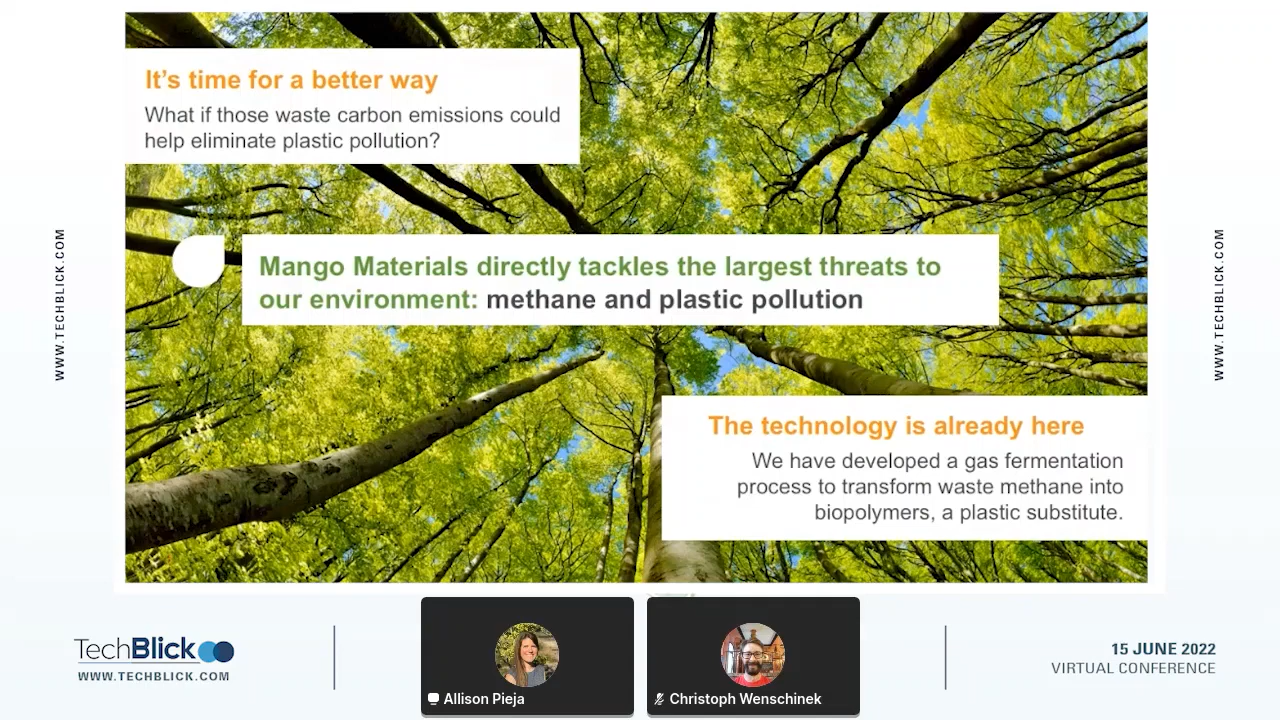 It's time for a better way
What if those waste carbon emissions could
help eliminate plastic pollution?
WWW.TECHBLICK.COM
WWW.TECHBLICK.COM
Mango Materials directly tackles the largest threats to
our environment: methane and plastic pollution
The technology is already here
We have developed a gas fermentation
process to transform waste methane into
biopolymers, a plastic substitute.
TechBlick
WWW.TECHBLICK.COM
Allison Pieja
Christoph Wenschinek
15 JUNE 2022
VIRTUAL CONFERENCE